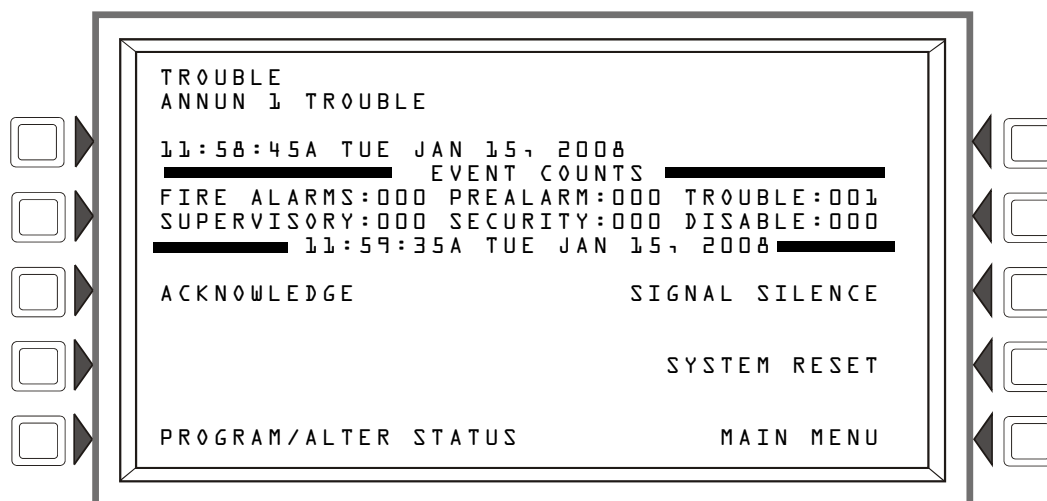 TROUBLE
ANNUN 1 TROUBLE
11:58:45A TUE JAN 15, 2008
EVENT COUNTS
FIRE ALARMS:000 PREALARM:000 TROUBLE:001
SUPERVISORY:000 SECURITY:000 DISABLE:000
11:59:35A TUE JAN 15, 2008
ACKNOWLEDGE SIGNAL SILENCE
SYSTEM RESET
PROGRAM/ALTER STATUS MAIN MENU